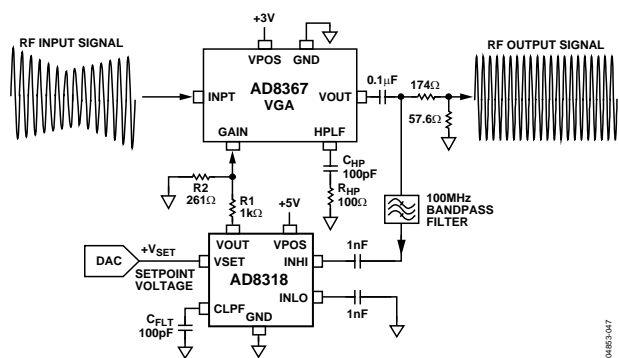 +3V
RF INPUT SIGNAL
RF OUTPUT SIGNAL
VPOS GND
AD8367
VGA
INPT
VOUT
0.1µF
174Ω
57.6Ω
GAIN
HPLF
CHP
100pF
RHP
100Ω
R2
261Ω
R1
1kΩ
+5V
100MHz
BANDPASS
FILTER
VOUT VPOS
DAC
+VSET
SETPOINT
VOLTAGE
VSET
INHI
1nF
AD8318
CLPF
INLO
1nF
GND
CFLT
100pF
04853-047